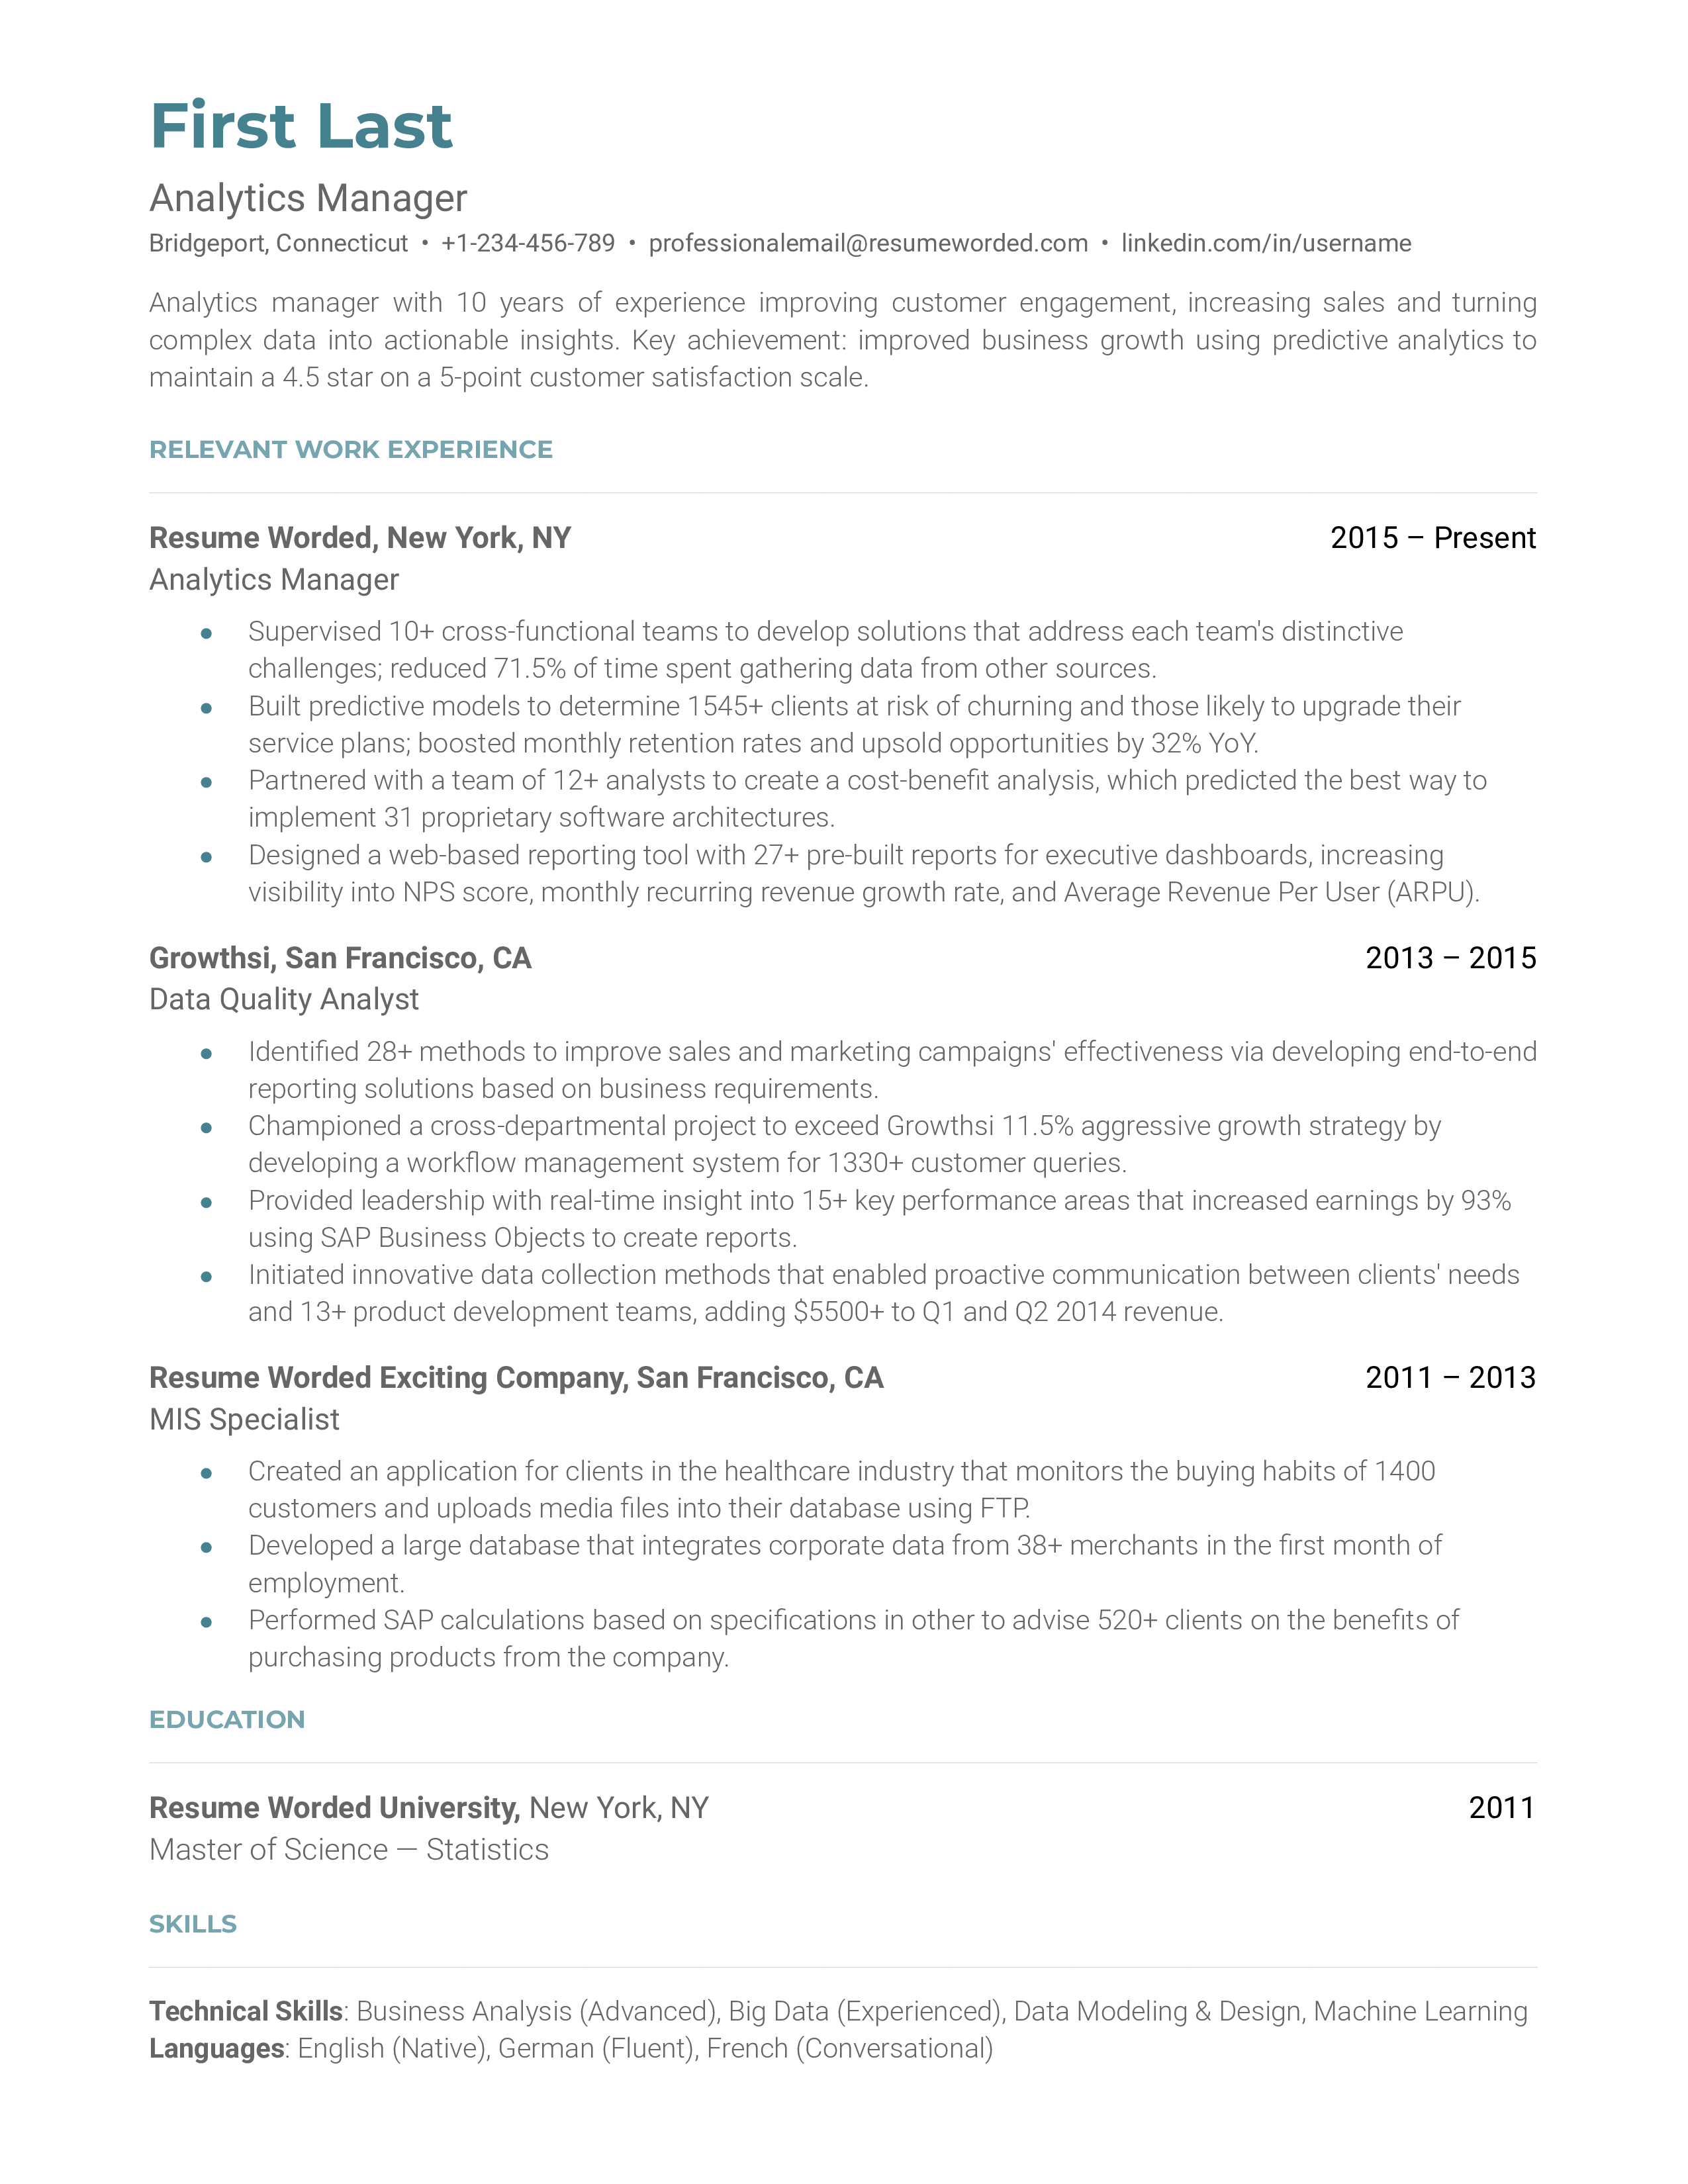 First Last
Analytics Manager
Bridgeport, Connecticut • +1-234-456-789 • professionalemail@resumeworded.com • linkedin.com/in/username
Analytics manager with 10 years of experience improving customer engagement, increasing sales and turning
complex data into actionable insights. Key achievement: improved business growth using predictive analytics to
maintain a 4.5 star on a 5-point customer satisfaction scale.
RELEVANT WORK EXPERIENCE
Resume Worded, New York, NY 2015 – Present
Analytics Manager
● Supervised 10+ cross-functional teams to develop solutions that address each team's distinctive
challenges; reduced 71.5% of time spent gathering data from other sources.
● Built predictive models to determine 1545+ clients at risk of churning and those likely to upgrade their
service plans; boosted monthly retention rates and upsold opportunities by 32% YoY.
● Partnered with a team of 12+ analysts to create a cost-benefit analysis, which predicted the best way to
implement 31 proprietary software architectures.
● Designed a web-based reporting tool with 27+ pre-built reports for executive dashboards, increasing
visibility into NPS score, monthly recurring revenue growth rate, and Average Revenue Per User (ARPU).
Growthsi, San Francisco, CA 2013 – 2015
Data Quality Analyst
● Identified 28+ methods to improve sales and marketing campaigns' effectiveness via developing end-to-end
reporting solutions based on business requirements.
● Championed a cross-departmental project to exceed Growthsi 11.5% aggressive growth strategy by
developing a workflow management system for 1330+ customer queries.
● Provided leadership with real-time insight into 15+ key performance areas that increased earnings by 93%
using SAP Business Objects to create reports.
● Initiated innovative data collection methods that enabled proactive communication between clients' needs
and 13+ product development teams, adding $5500+ to Q1 and Q2 2014 revenue.
Resume Worded Exciting Company, San Francisco, CA 2011 – 2013
MIS Specialist
● Created an application for clients in the healthcare industry that monitors the buying habits of 1400
customers and uploads media files into their database using FTP.
● Developed a large database that integrates corporate data from 38+ merchants in the first month of
employment.
● Performed SAP calculations based on specifications in other to advise 520+ clients on the benefits of
purchasing products from the company.
EDUCATION
Resume Worded University, New York, NY 2011
Master of Science — Statistics
SKILLS
Technical Skills: Business Analysis (Advanced), Big Data (Experienced), Data Modeling & Design, Machine Learning
Languages: English (Native), German (Fluent), French (Conversational)